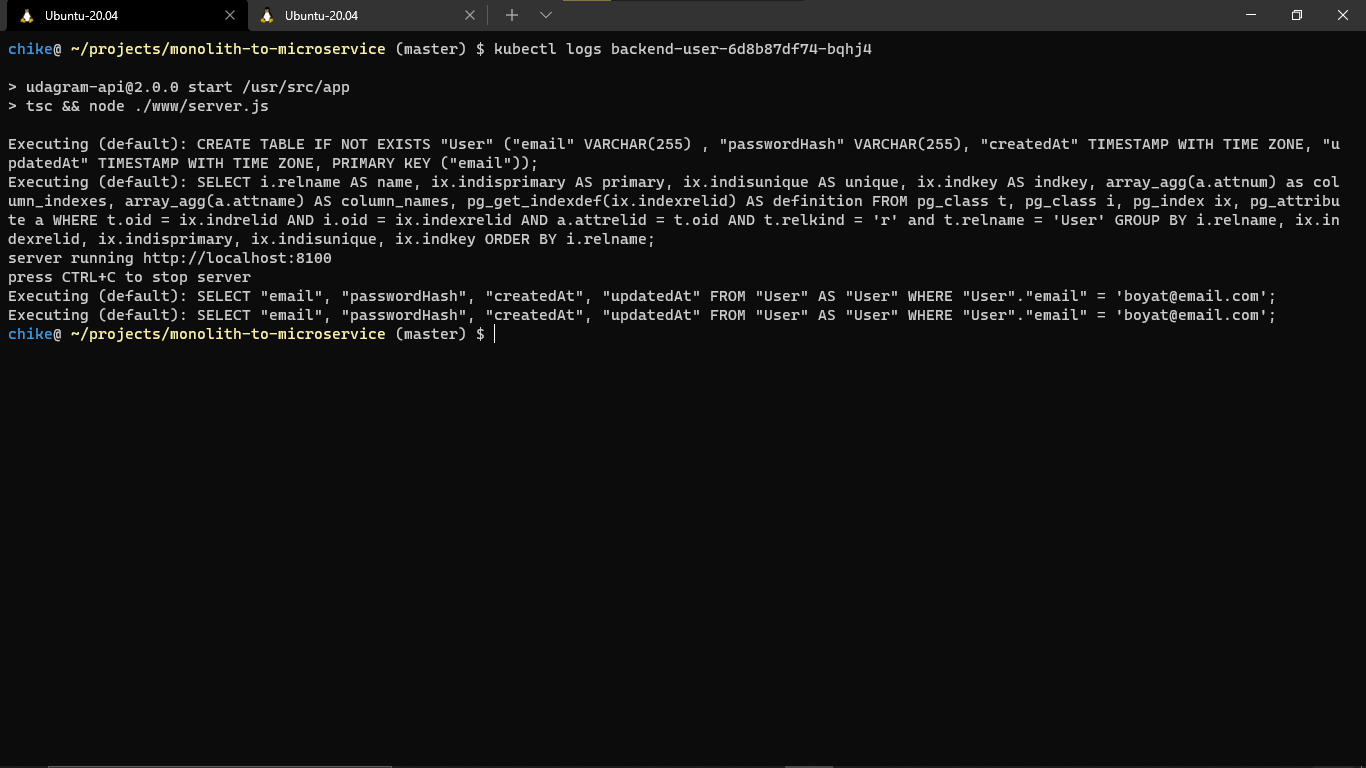 Ubuntu-20.04
Ubuntu-20.04
chike@ ~/projects/monolith-to-microservice (master) $ kubectl logs backend-user-6d8b87df74-bqhj4
> udagram-api@2.0.0 start /usr/src/app
> tsc && node ./www/server.js
Executing (default): CREATE TABLE IF NOT EXISTS "User" ("email" VARCHAR(255) , "passwordHash" VARCHAR(255), "createdAt" TIMESTAMP WITH TIME ZONE, "u
pdatedAt" TIMESTAMP WITH TIME ZONE, PRIMARY KEY ("email"));
Executing (default): SELECT i.relname AS name, ix.indisprimary AS primary, ix.indisunique AS unique, ix.indkey AS indkey, array_agg(a.attnum) as col
umn_indexes, array_agg(a.attname) AS column_names, pg_get_indexdef(ix.indexrelid) AS definition FROM pg_class t, pg_class i, pg_index ix, pg_attribu
te a WHERE t.oid = ix.indrelid AND i.oid = ix.indexrelid AND a.attrelid = t.oid AND t.relkind = 'r' and t.relname = 'User' GROUP BY i.relname, ix.in
dexrelid, ix.indisprimary, ix.indisunique, ix.indkey ORDER BY i.relname;
server running http://localhost:8100
press CTRL+C to stop server
Executing (default): SELECT "email", "passwordHash", "createdAt", "updatedAt" FROM "User" AS "User" WHERE "User"."email" = 'boyat@email.com';
Executing (default): SELECT "email", "passwordHash", "createdAt", "updatedAt" FROM "User" AS "User" WHERE "User"."email" = 'boyat@email.com';
chike@ ~/projects/monolith-to-microservice (master) $